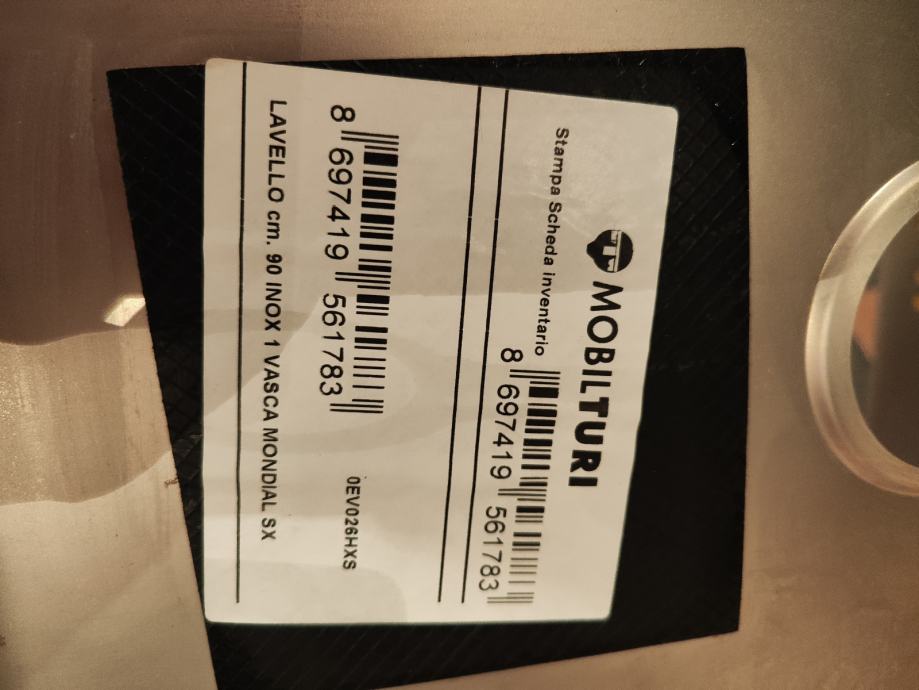 MOBILTURI
Stampa Scheda inventario
8 697419 561783
8 697419 561783
0EV026HXS
LAVELLO cm. 90 INOX 1 VASCA MONDIAL SX